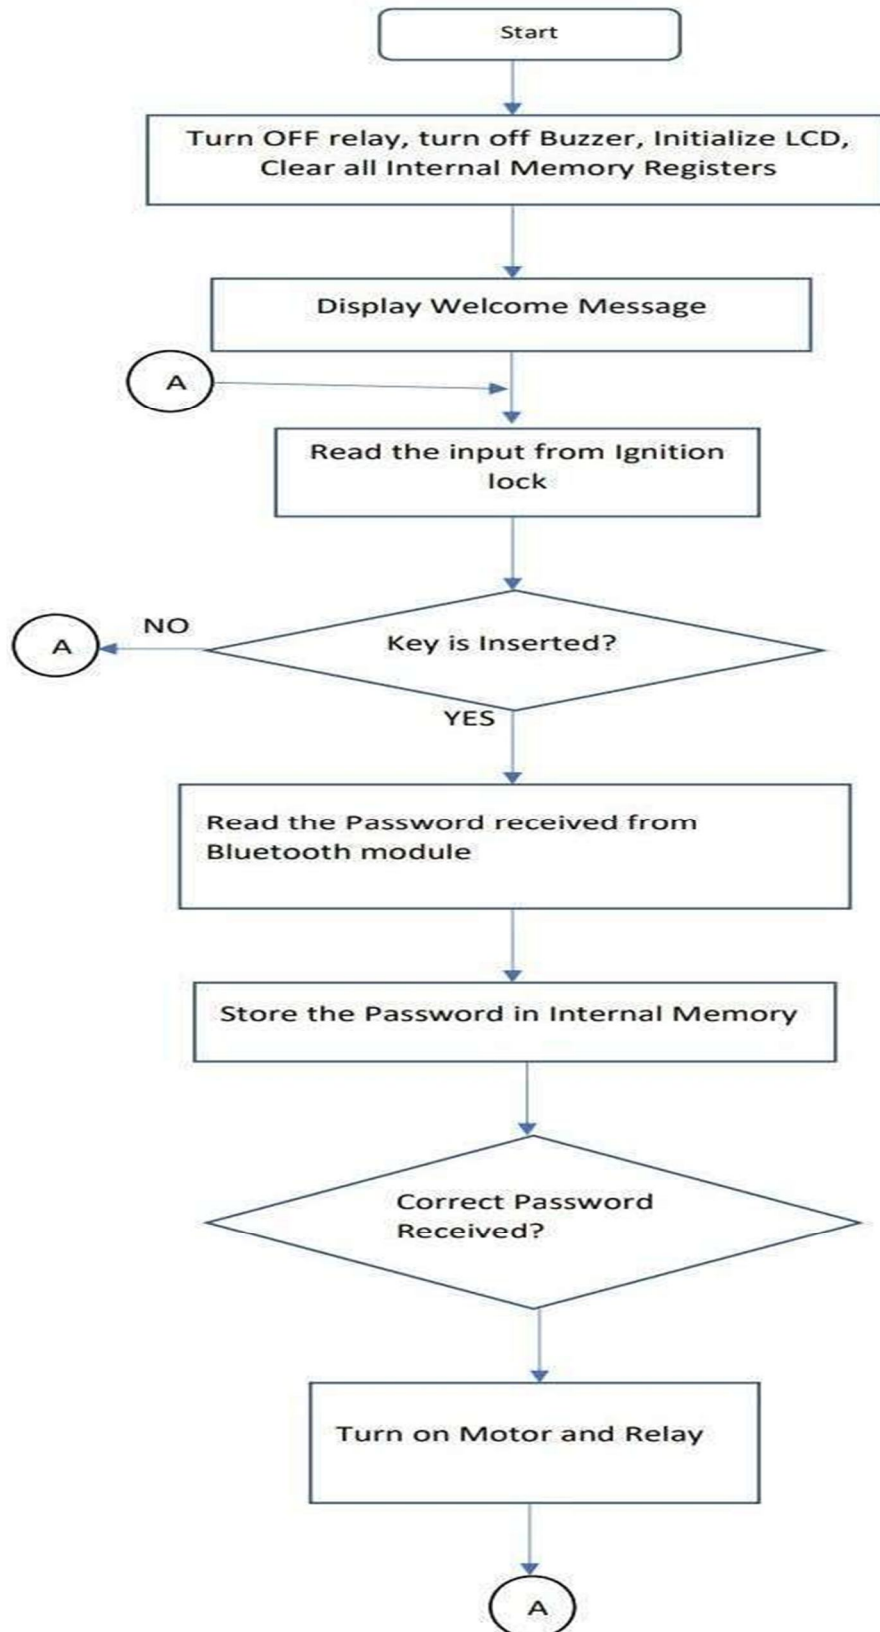 Start
Turn OFF relay, turn off Buzzer, Initialize LCD,
Clear all Internal Memory Registers
Display Welcome Message
A
Read the input from Ignition
lock
Key is Inserted?
NO
A
YES
Read the Password received from
Bluetooth module
Store the Password in Internal Memory
Correct Password
Received?
Turn on Motor and Relay
A